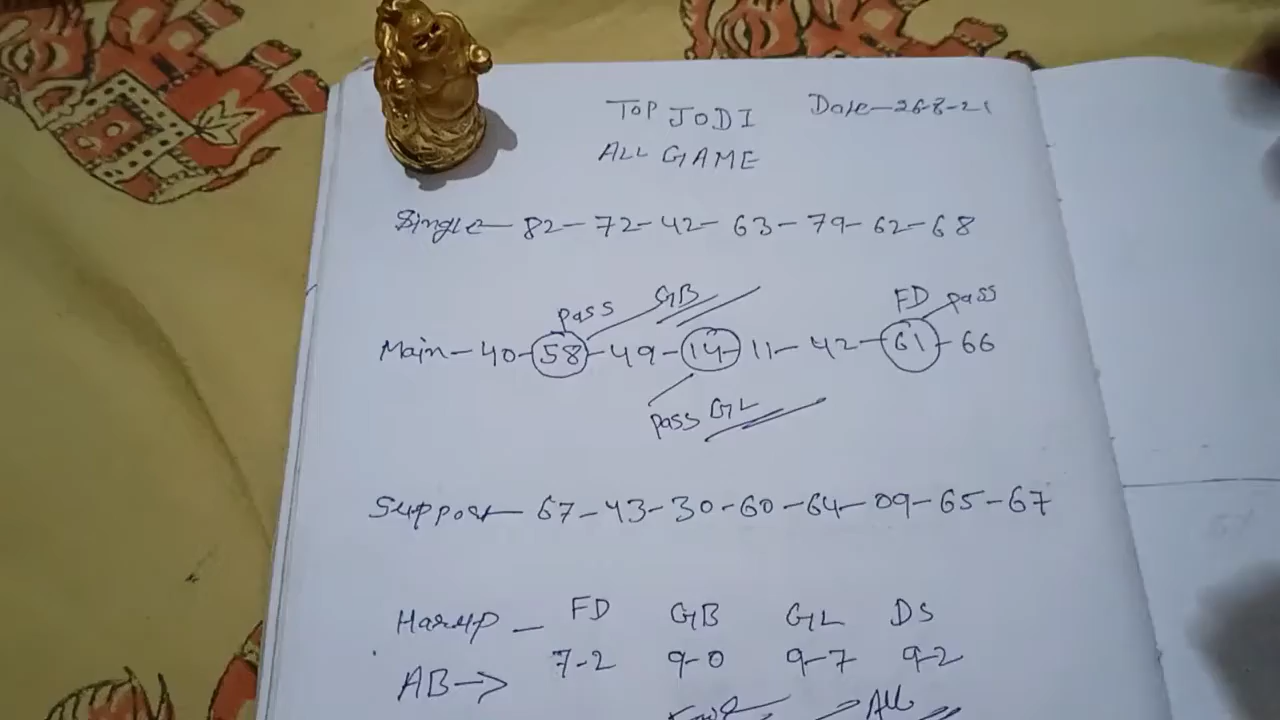 TOP JODI Date-26-8-21
ALL GAME
Single- 82-72-42-63-79-62-68
pass GB FD pass
Main-40-58-49-14-11-42-61-66
pass GL
Support-67-43-30-60-64-09-65-67
Harup - FD GB GL DS
AB-> 7-2 9-0 9-7 9-2
All